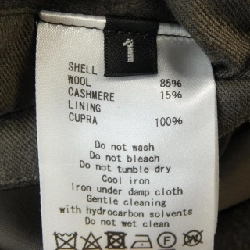 SHELL
WOOL 85%
CASHMERE 15%
LINING
CUPRA 100%
Do not wash
Do not bleach
Do not tumble dry
Cool iron
Iron under damp cloth
Gentle cleaning
with hydrocarbon solvents
Do not wet clean